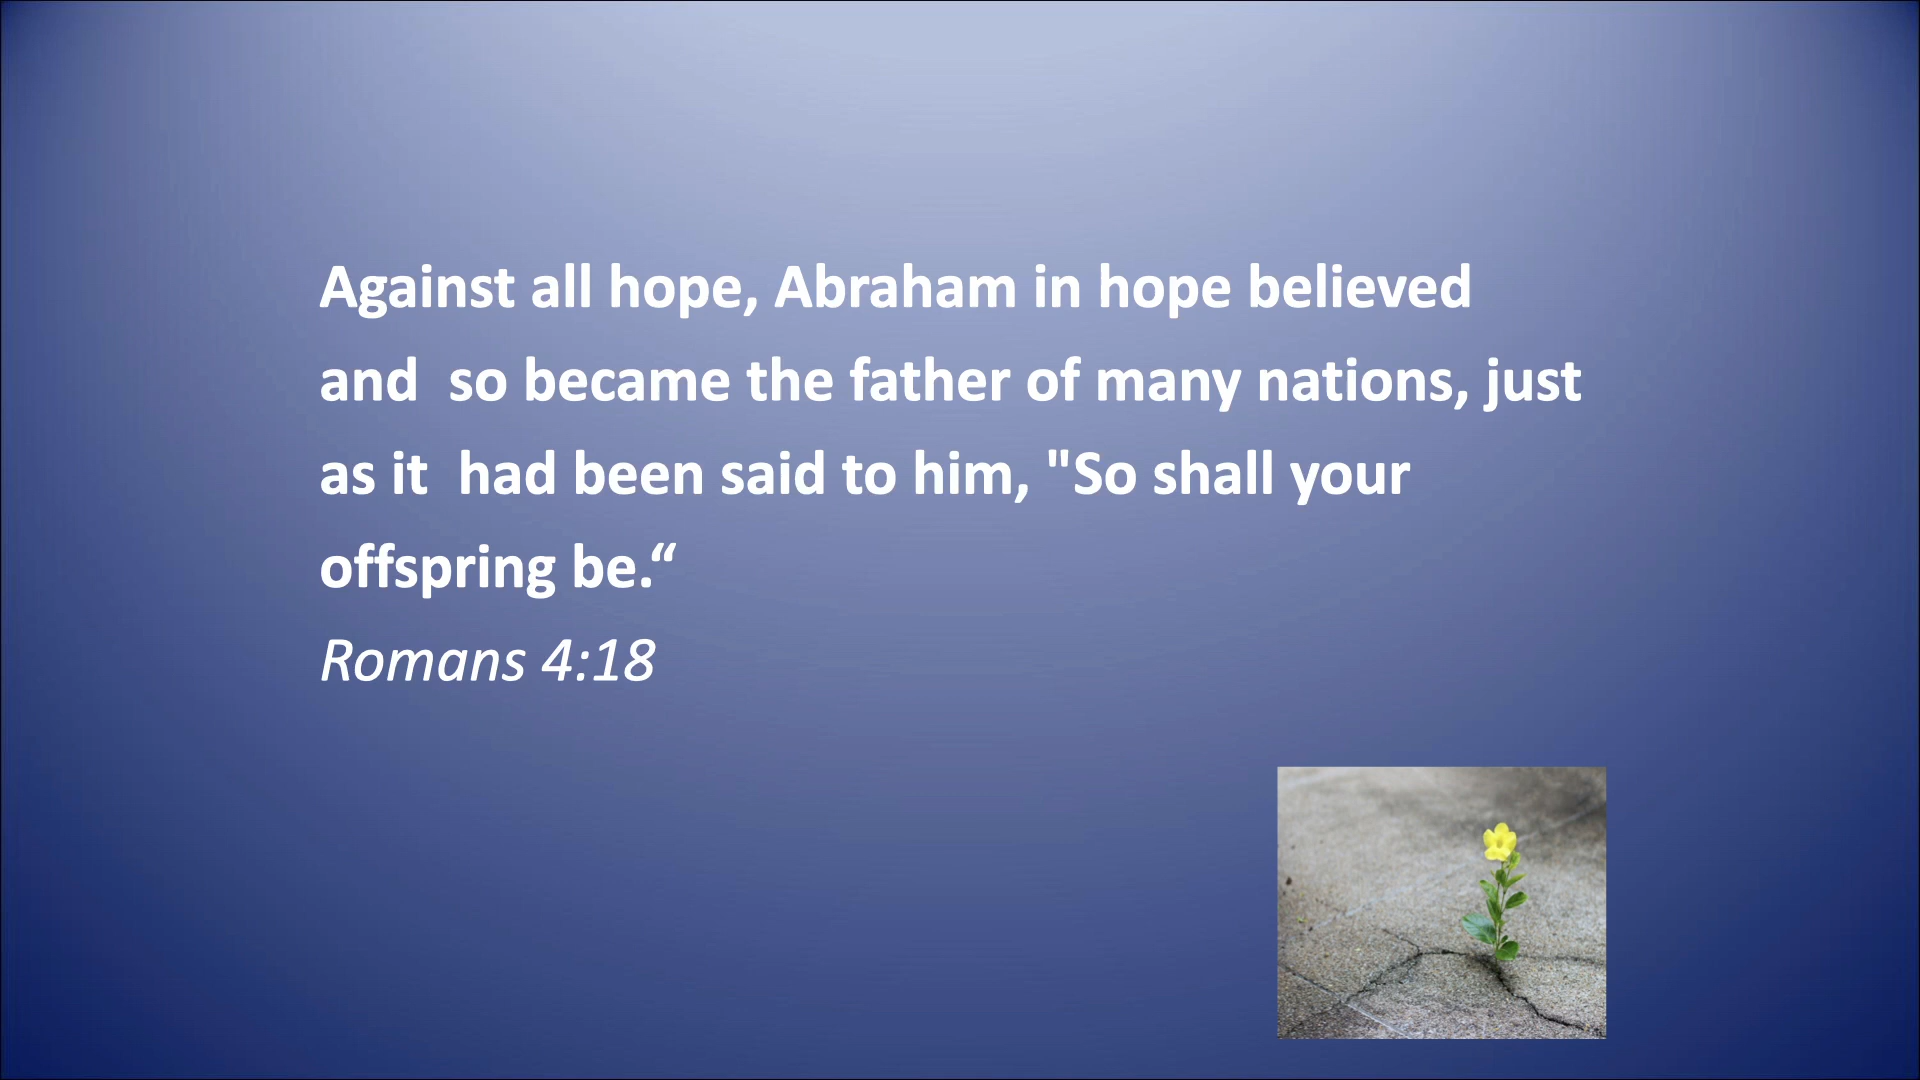 Against all hope, Abraham in hope believed
and  so became the father of many nations, just
as it  had been said to him, "So shall your
offspring be.“
Romans 4:18